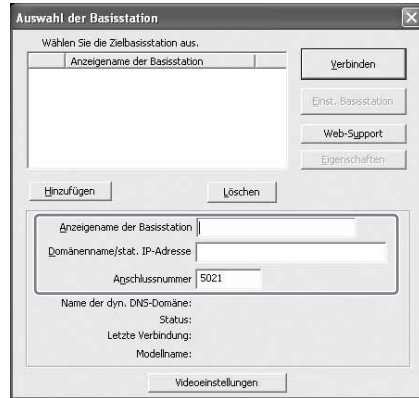 Auswahl der Basisstation
Wählen Sie die Zielbasisstation aus.
Anzeigename der Basisstation
Verbinden
Einst. Basisstation
Web-Support
Eigenschaften
Hinzufügen
Löschen
Anzeigename der Basisstation
Domänenname/stat. IP-Adresse
Anschlussnummer 5021
Name der dyn. DNS-Domäne:
Status:
Letzte Verbindung:
Modellname:
Videoeinstellungen